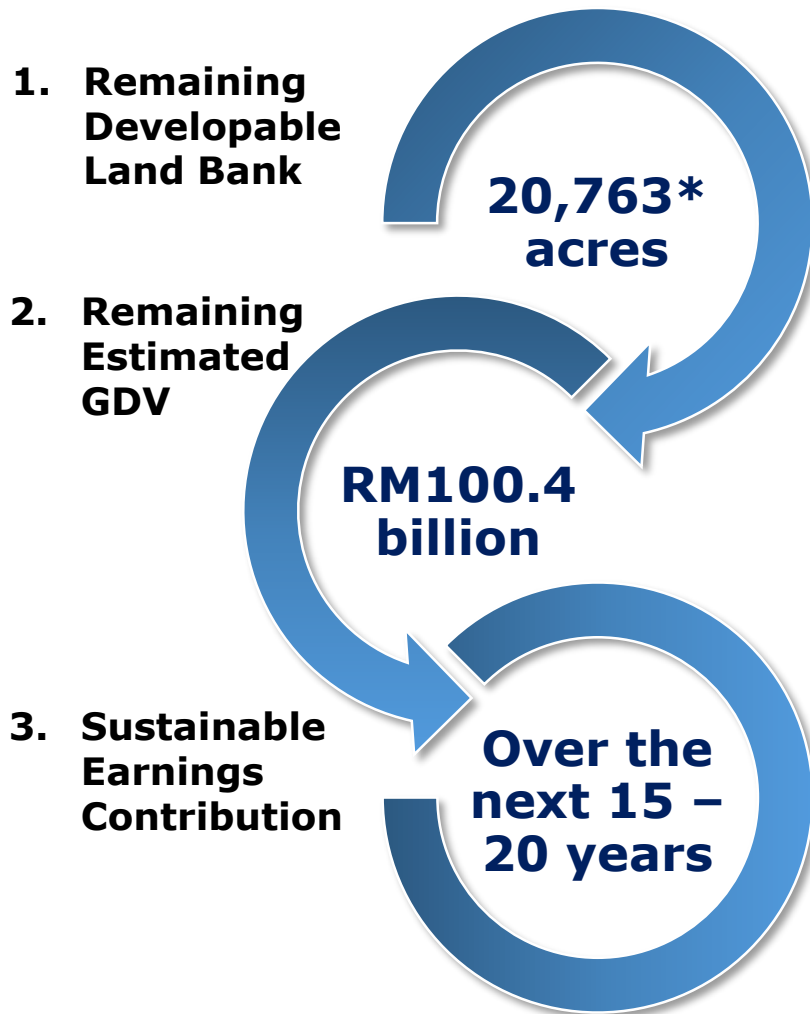 1. Remaining
Developable
Land Bank
20,763*
acres
2. Remaining
Estimated
GDV
RM100.4
billion
3. Sustainable
Earnings
Contribution
Over the
next 15 –
20 years